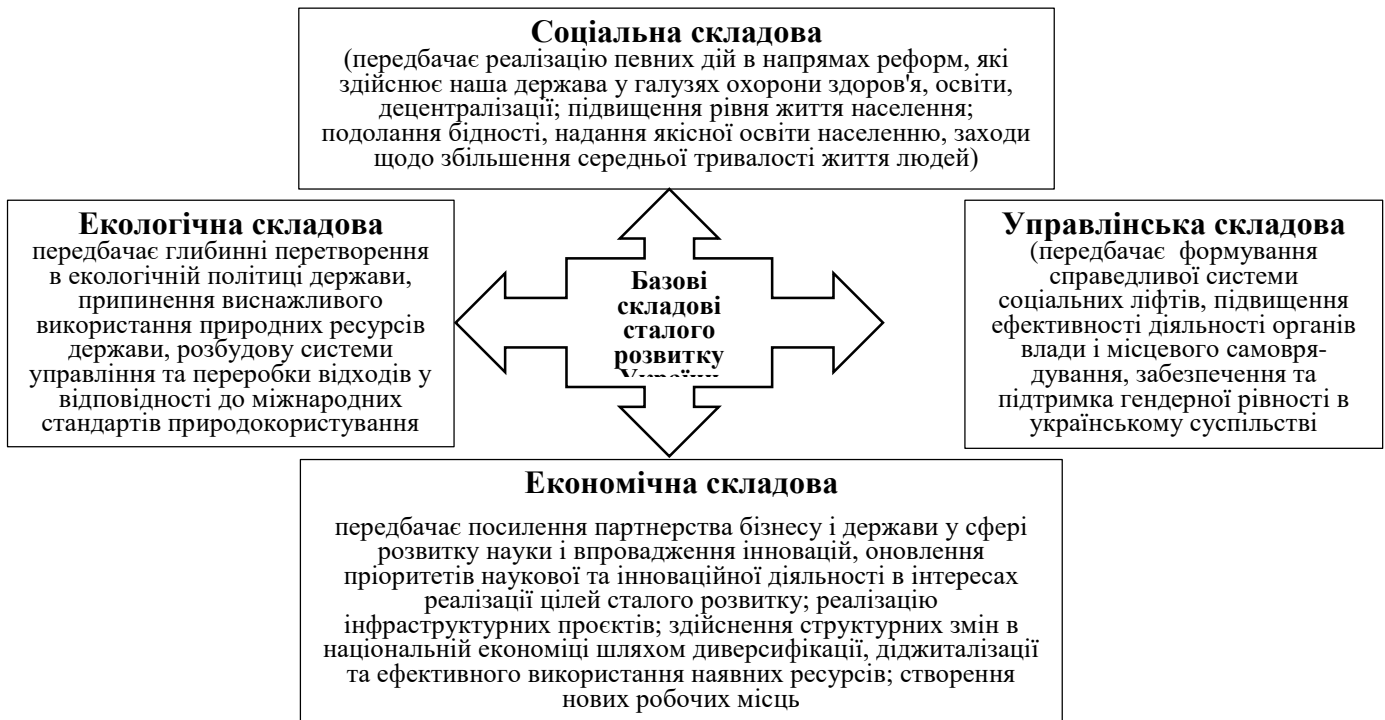 Соціальна складова
(передбачає реалізацію певних дій в напрямах реформ, які
здійснює наша держава у галузях охорони здоров'я, освіти,
децентралізації; підвищення рівня життя населення;
подолання бідності, надання якісної освіти населенню, заходи
щодо збільшення середньої тривалості життя людей)
Екологічна складова
передбачає глибинні перетворення
в екологічній політиці держави,
припинення виснажливого
використання природних ресурсів
держави, розбудову системи
управління та переробки відходів у
відповідності до міжнародних
стандартів природокористування
Базові
складові
сталого
розвитку
України
Управлінська складова
(передбачає формування
справедливої системи
соціальних ліфтів, підвищення
ефективності діяльності органів
влади і місцевого самовря-
дування, забезпечення та
підтримка гендерної рівності в
українському суспільстві
Економічна складова
передбачає посилення партнерства бізнесу і держави у сфері
розвитку науки і впровадження інновацій, оновлення
пріоритетів наукової та інноваційної діяльності в інтересах
реалізації цілей сталого розвитку; реалізацію
інфраструктурних проєктів; здійснення структурних змін в
національній економіці шляхом диверсифікації, діджиталізації
та ефективного використання наявних ресурсів; створення
нових робочих місць